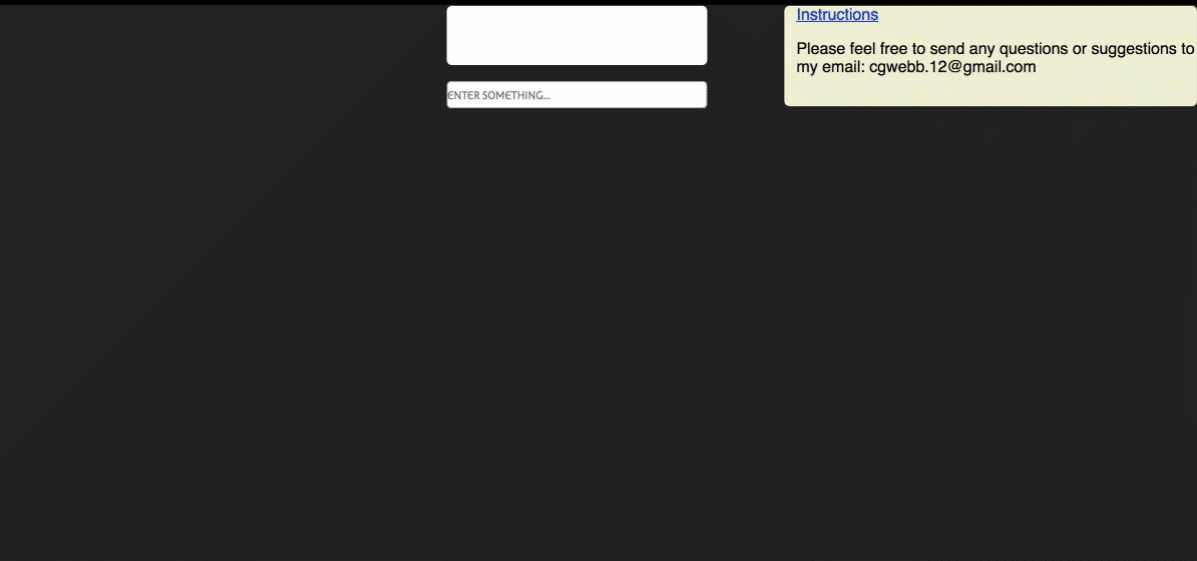 Instructions
Please feel free to send any questions or suggestions to
my email: cgwebb.12@gmail.com
ENTER SOMETHING...